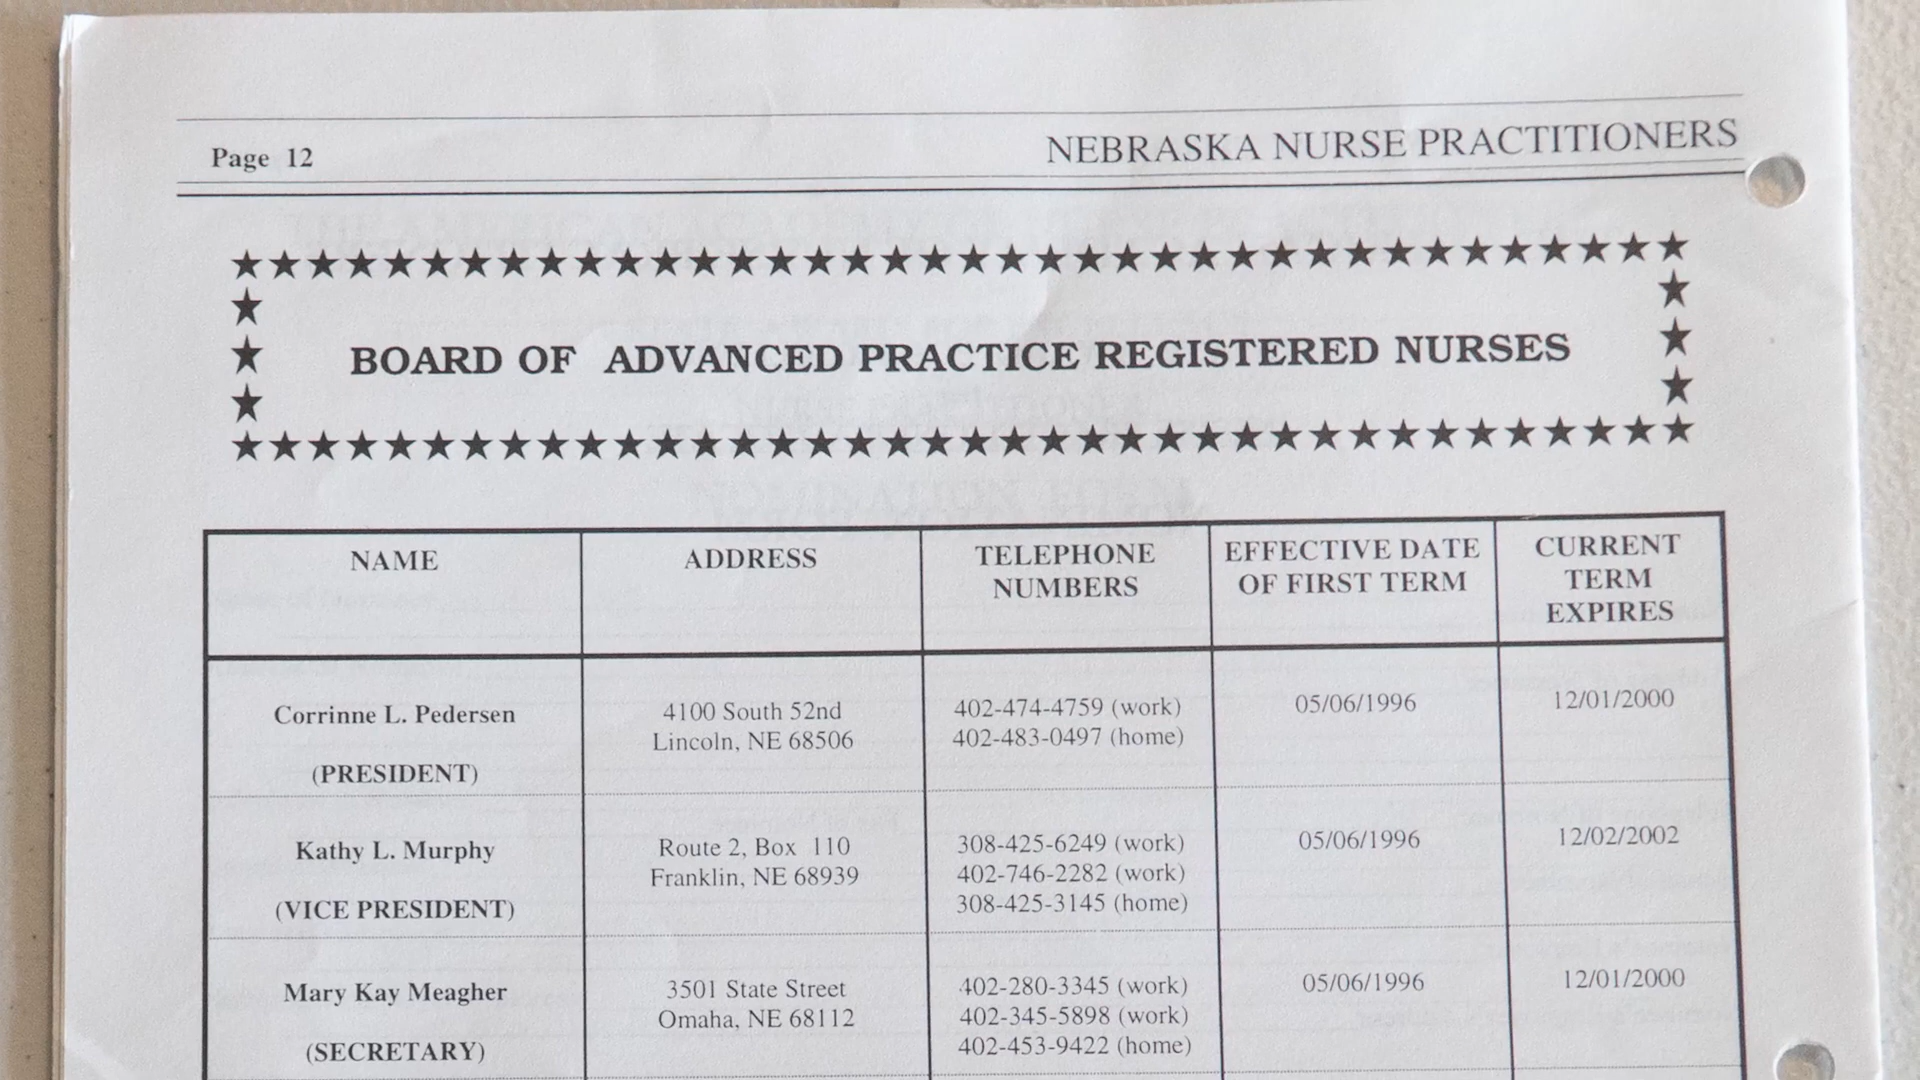 Page 12
NEBRASKA NURSE PRACTITIONERS
BOARD OF ADVANCED PRACTICE REGISTERED NURSES
NAME
ADDRESS
TELEPHONE
NUMBERS
EFFECTIVE DATE
OF FIRST TERM
CURRENT
TERM
EXPIRES
Corrinne L. Pedersen
(PRESIDENT)
4100 South 52nd
Lincoln, NE 68506
402-474-4759 (work)
402-483-0497 (home)
05/06/1996
12/01/2000
Kathy L. Murphy
(VICE PRESIDENT)
Route 2, Box 110
Franklin, NE 68939
308-425-6249 (work)
402-746-2282 (work)
308-425-3145 (home)
05/06/1996
12/02/2002
Mary Kay Meagher
(SECRETARY)
3501 State Street
Omaha, NE 68112
402-280-3345 (work)
402-345-5898 (work)
402-453-9422 (home)
05/06/1996
12/01/2000